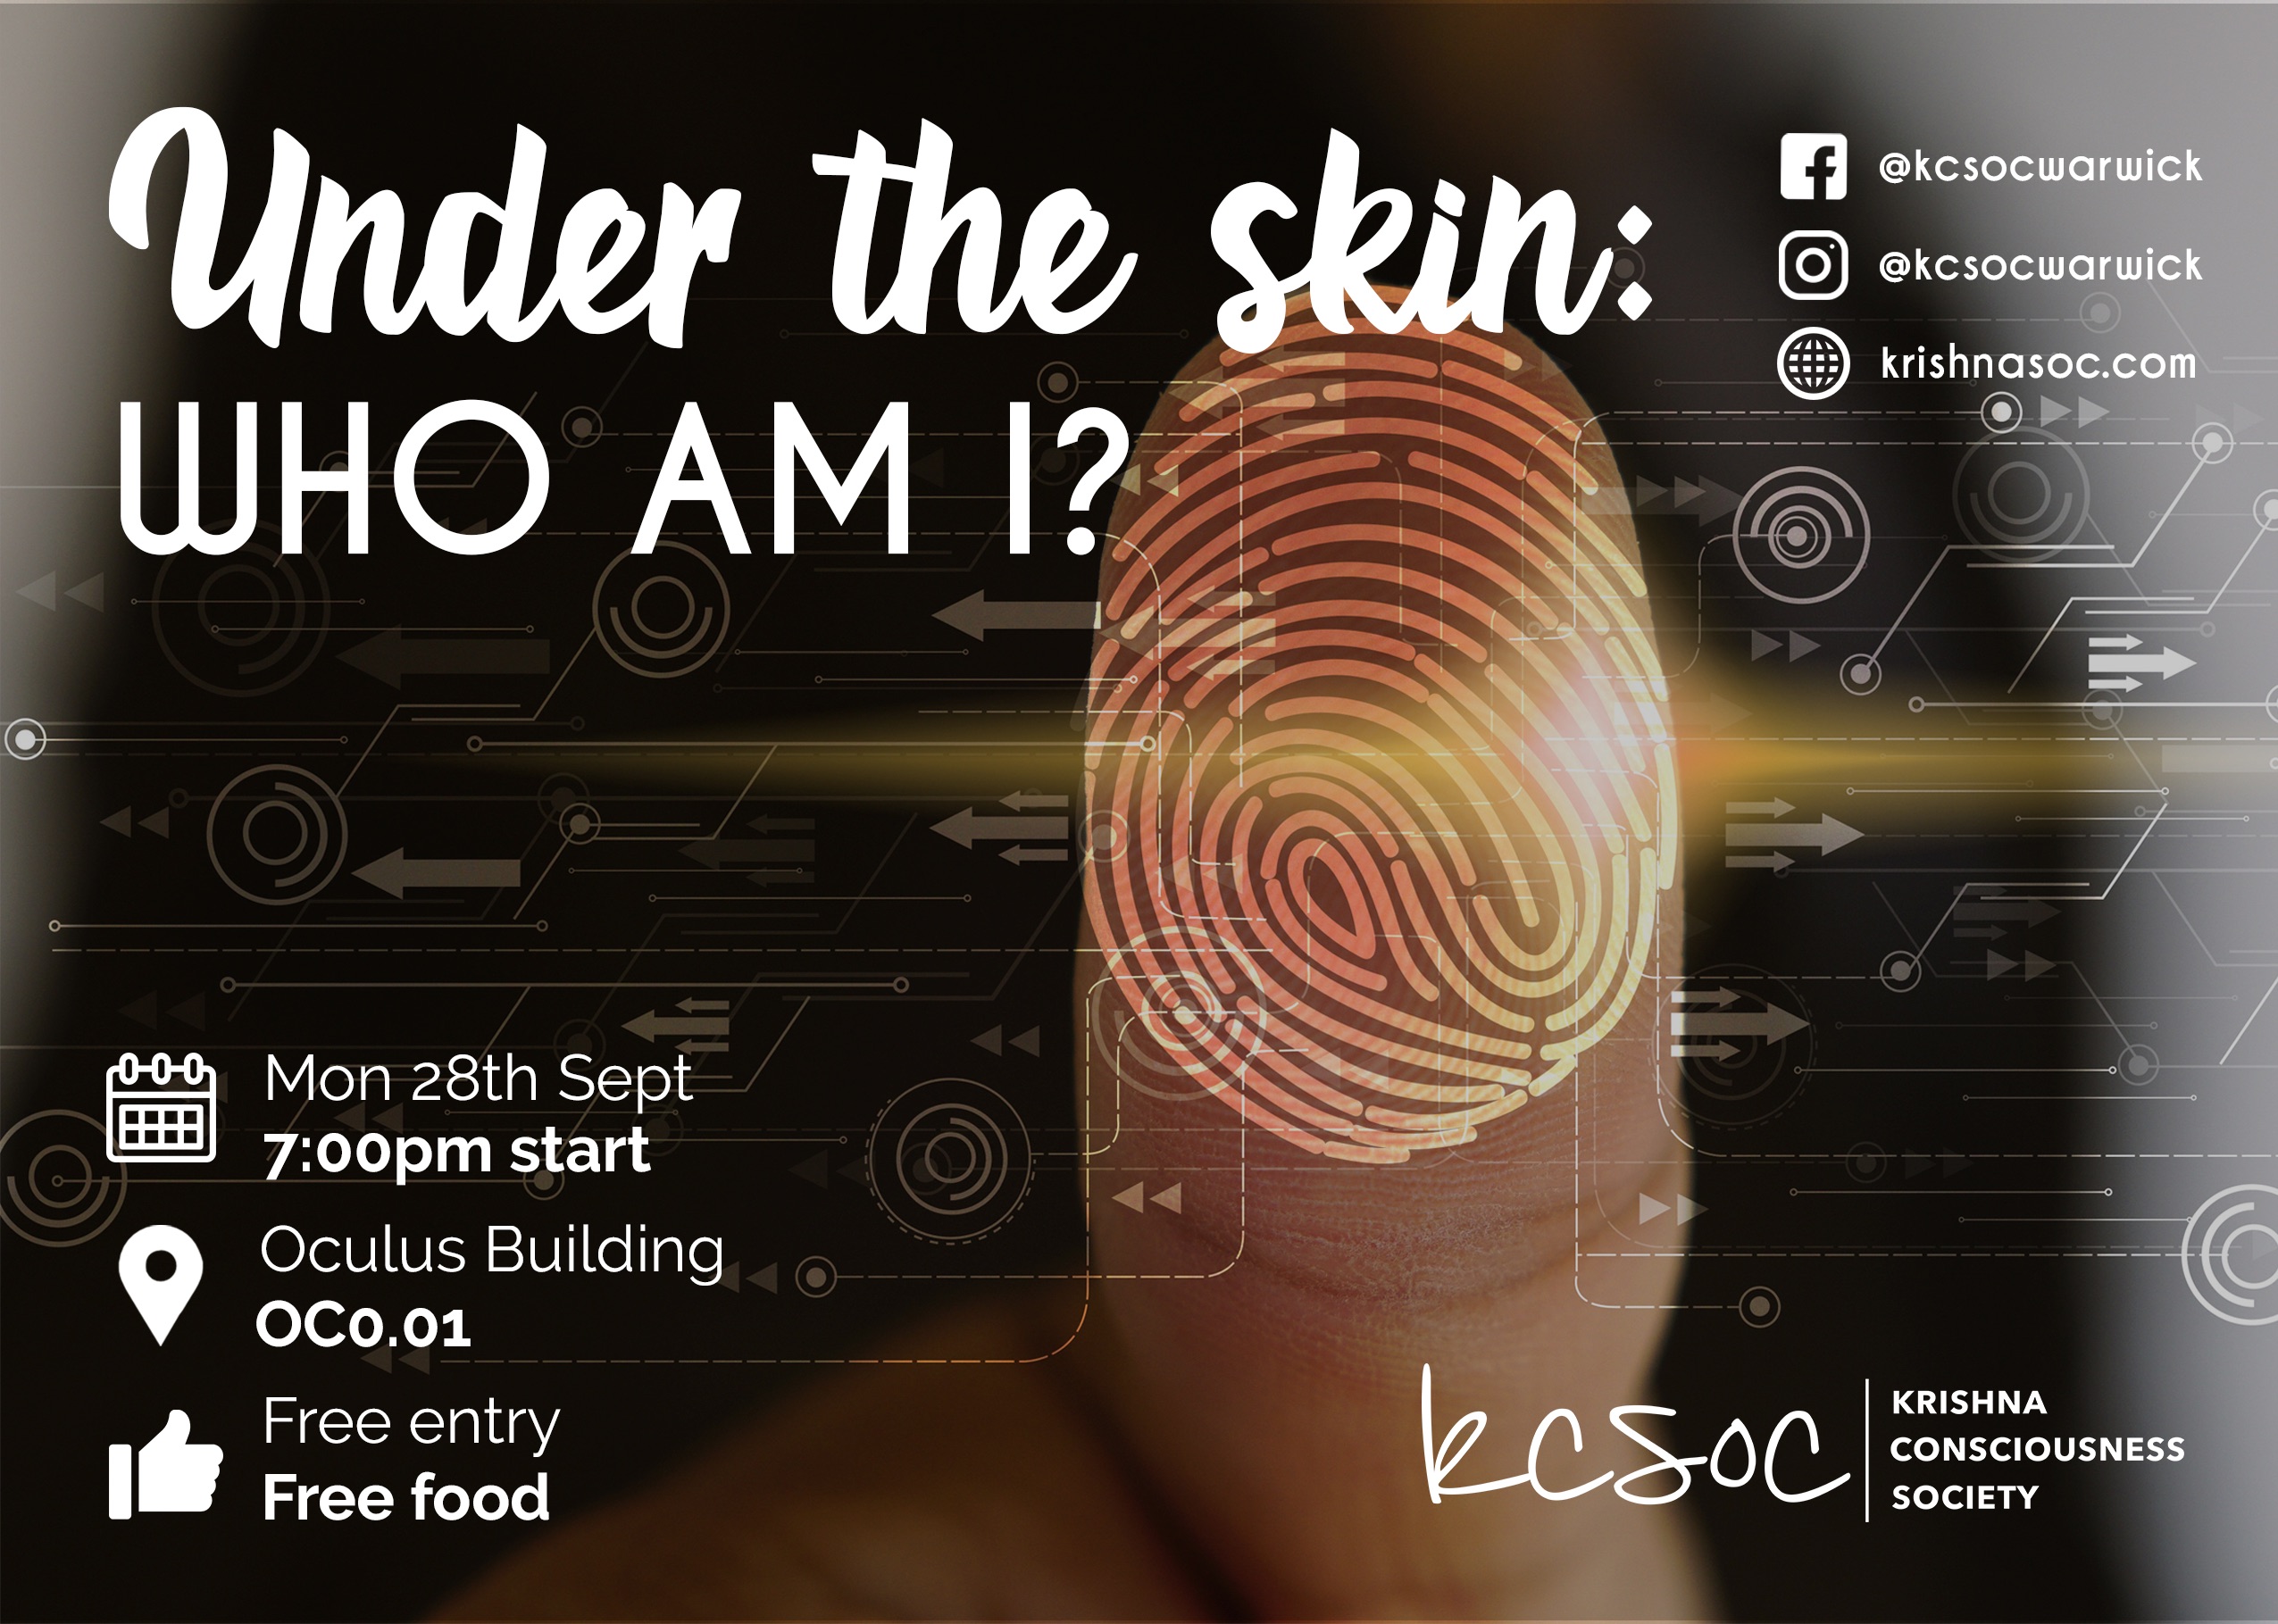 Under the skin:
WHO AM I?
@kcsocwarwick
@kcsocwarwick
krishnasoc.com
Mon 28th Sept
7:00pm start
Oculus Building
OC0.01
Free entry
Free food
kcsoc
KRISHNA
CONSCIOUSNESS
SOCIETY